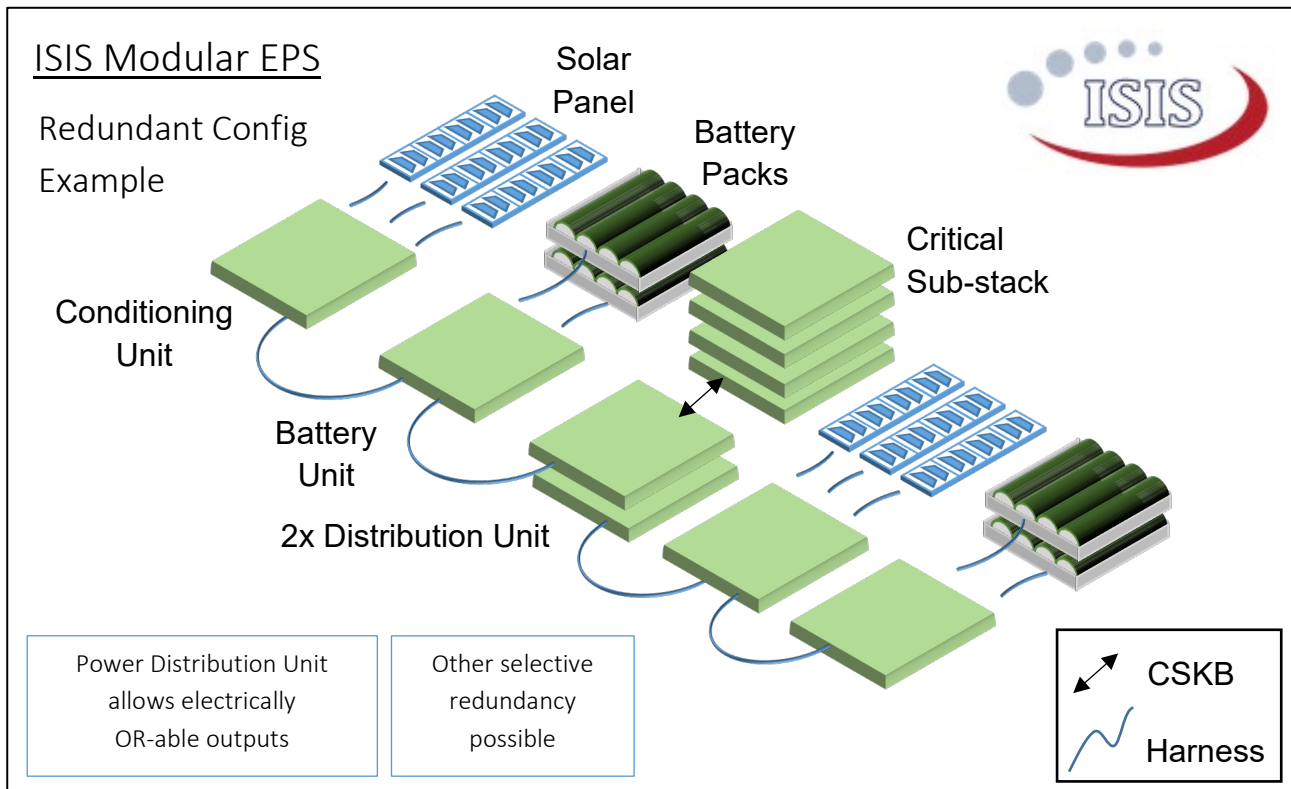 ISIS Modular EPS
Redundant Config
Example
Solar
Panel
Battery
Packs
ISIS
Critical
Sub-stack
Conditioning
Unit
Battery
Unit
2x Distribution Unit
Power Distribution Unit
allows electrically
OR-able outputs
Other selective
redundancy
possible
CSKB
Harness